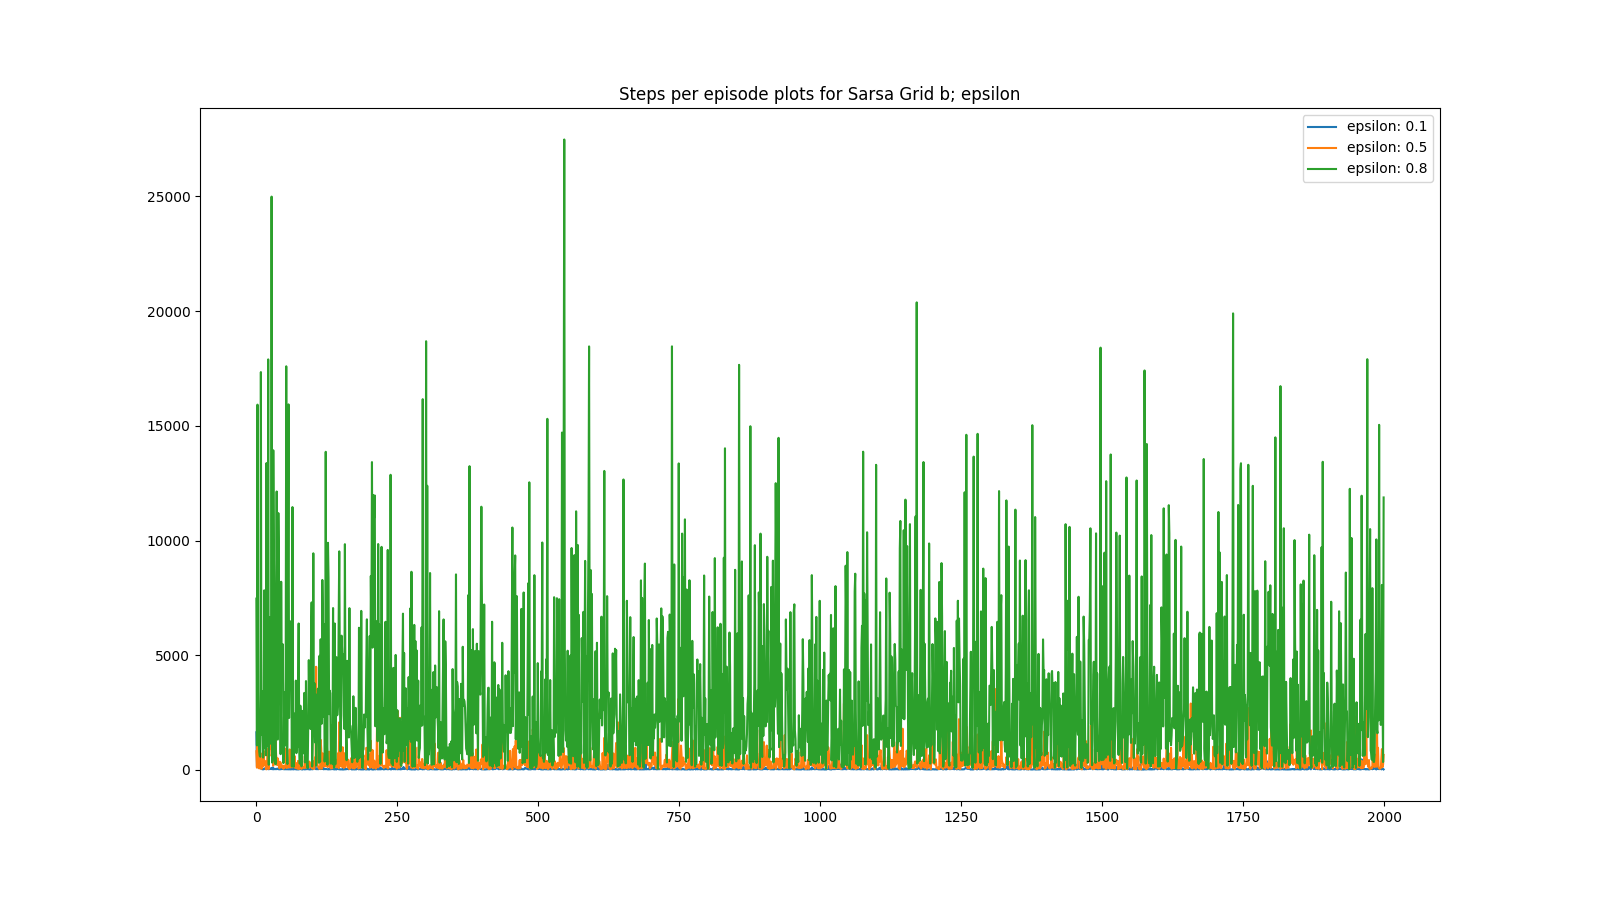 Steps per episode plots for Sarsa Grid b; epsilon
epsilon: 0.1
epsilon: 0.5
epsilon: 0.8
25000
20000
15000
10000
5000
0
0 250 500 750 1000 1250 1500 1750 2000